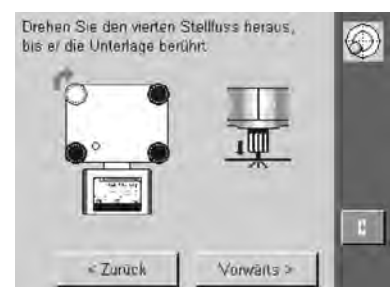 Drehen Sie den vierten Stellfuss heraus,
bis er die Unterlage berührt.
< Zurück
Vorwärts >
C